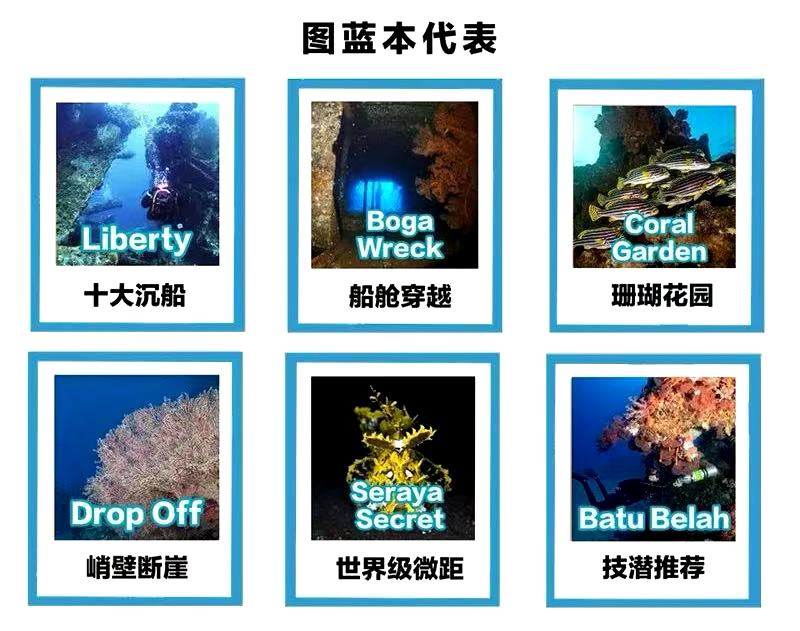 图蓝本代表
Liberty
十大沉船
Boga
Wreck
船舱穿越
Coral
Garden
珊瑚花园
Drop Off
峭壁断崖
Seraya
Secret
世界级微距
Batu Belah
技潜推荐